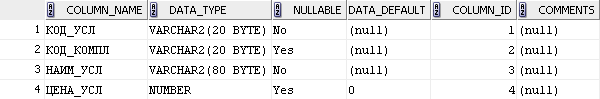 COLUMN_NAME DATA_TYPE NULLABLE DATA_DEFAULT COLUMN_ID COMMENTS
1 КОД_УСЛ VARCHAR2(20 BYTE) No (null) 1 (null)
2 КОД_КОМПЛ VARCHAR2(20 BYTE) Yes (null) 2 (null)
3 НАИМ_УСЛ VARCHAR2(80 BYTE) No (null) 3 (null)
4 ЦЕНА_УСЛ NUMBER Yes 0 4 (null)